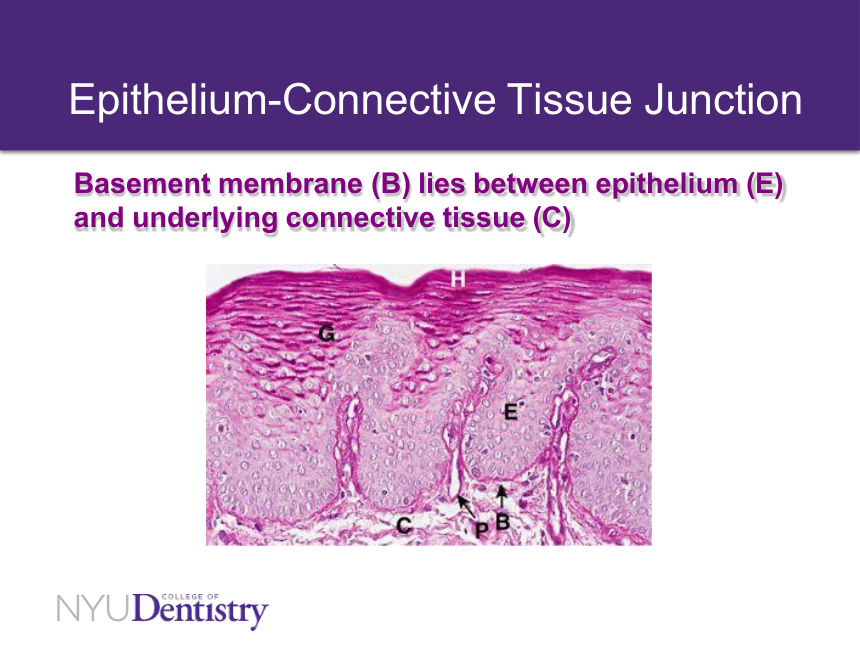 Epithelium-Connective Tissue Junction
Basement membrane (B) lies between epithelium (E)
and underlying connective tissue (C)
H
G
E
C
P
B
NYU COLLEGE OF Dentistry